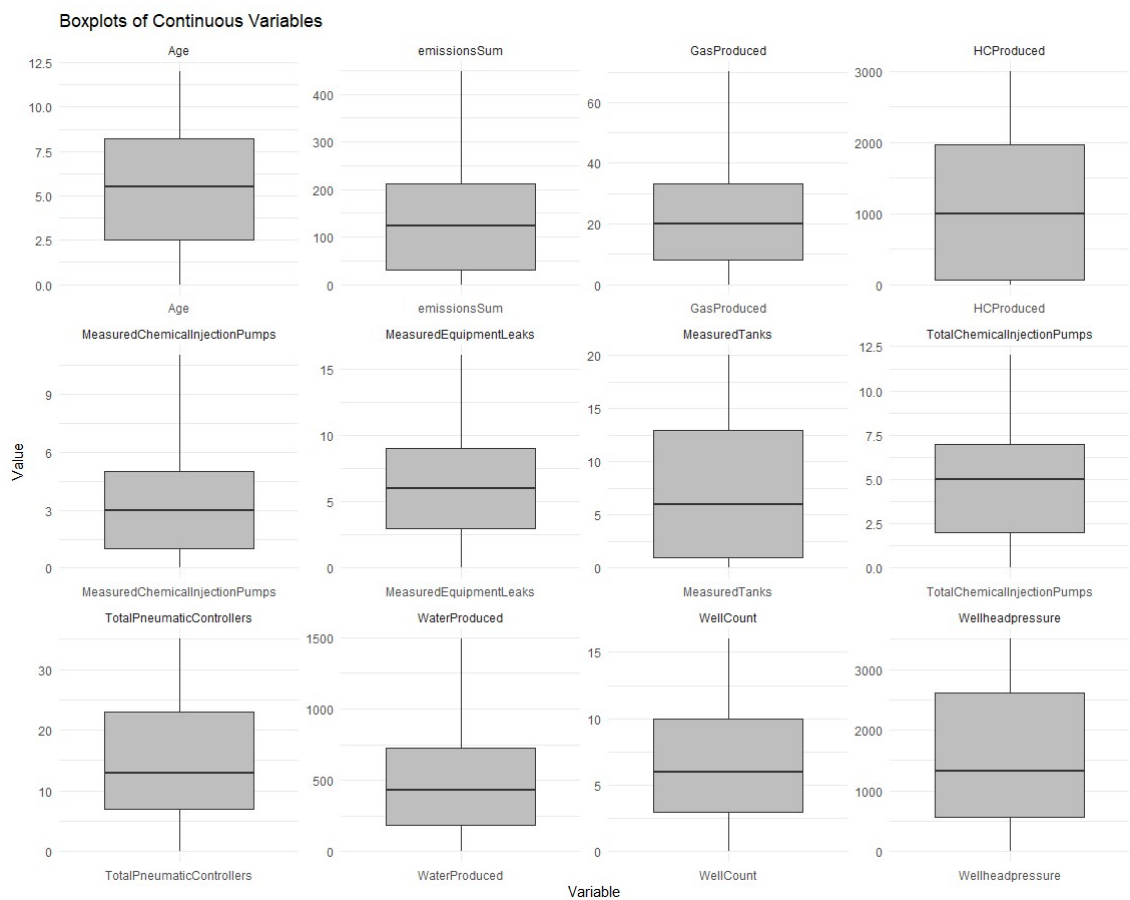 Boxplots of Continuous Variables
Age
emissionsSum
GasProduced
HCProduced
12.5
10.0
7.5
5.0
2.5
0.0
400
300
200
100
0
60
40
20
0
3000
2000
1000
0
Age
emissionsSum
GasProduced
HCProduced
MeasuredChemicalInjectionPumps
MeasuredEquipmentLeaks
MeasuredTanks
TotalChemicalInjectionPumps
9
6
3
0
15
10
5
0
20
15
10
5
0
12.5
10.0
7.5
5.0
2.5
0.0
Value
MeasuredChemicalInjectionPumps
MeasuredEquipmentLeaks
MeasuredTanks
TotalChemicalInjectionPumps
TotalPneumaticControllers
WaterProduced
WellCount
Wellheadpressure
30
20
10
0
1500
1000
500
0
15
10
5
0
3000
2000
1000
0
TotalPneumaticControllers
WaterProduced
WellCount
Wellheadpressure
Variable